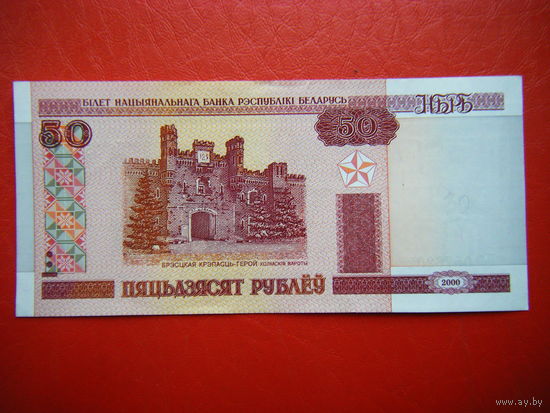 БІЛЕТ НАЦЫЯНАЛЬНАГА БАНКА РЭСПУБЛІКІ БЕЛАРУСЬ
НБРБ
50
50
БРЭСЦКАЯ КРЭПАСЦЬ-ГЕРОЙ ХОЛМСКІЯ ВАРОТЫ
ПЯЦЬДЗЯСЯТ РУБЛЁЎ
2000
www.ay.by